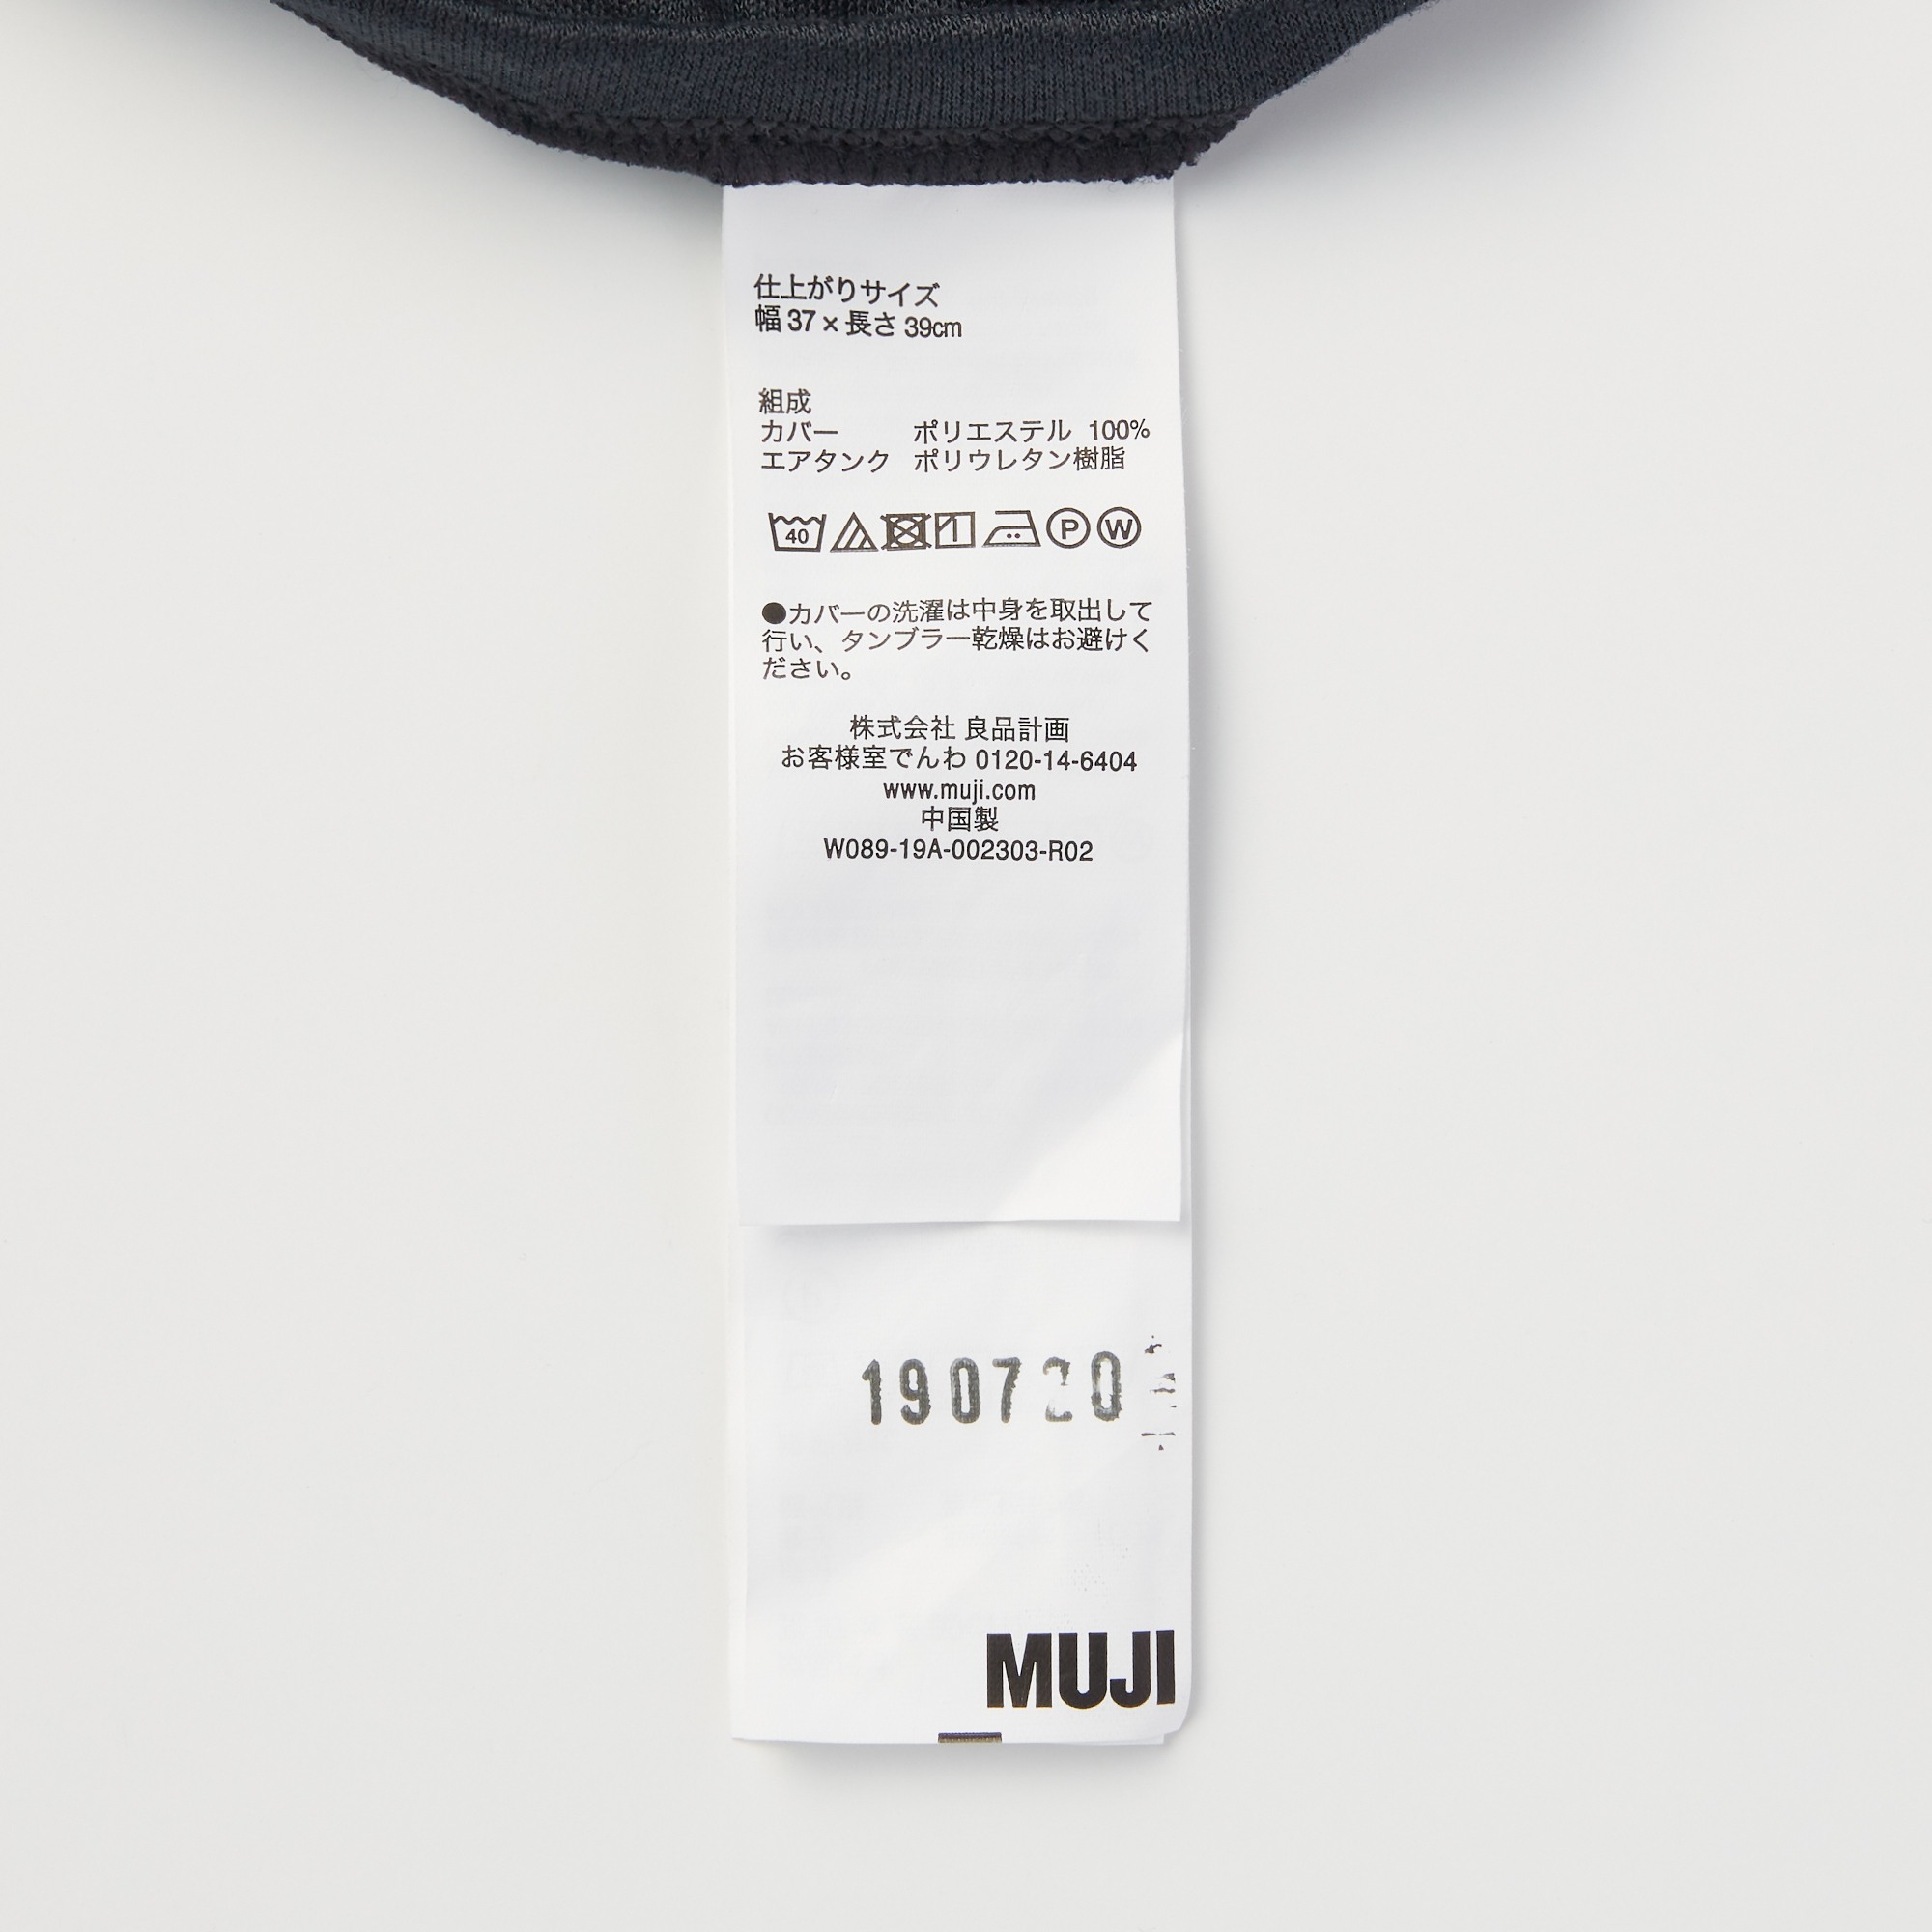 仕上がりサイズ
幅 37 × 長さ 39cm
組成
カバー ポリエステル 100%
エアタンク ポリウレタン樹脂
40 P W
●カバーの洗濯は中身を取出して
行い、タンブラー乾燥はお避けく
ださい。
株式会社 良品計画
お客様室でんわ 0120-14-6404
www.muji.com
中国製
W089-19A-002303-R02
190720
MUJI